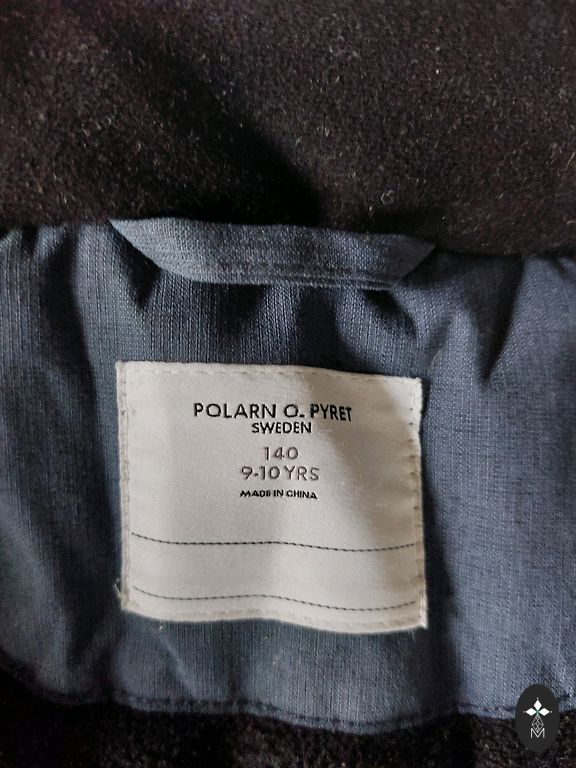 POLARN O. PYRET
SWEDEN
140
9-10 YRS
MADE IN CHINA
M